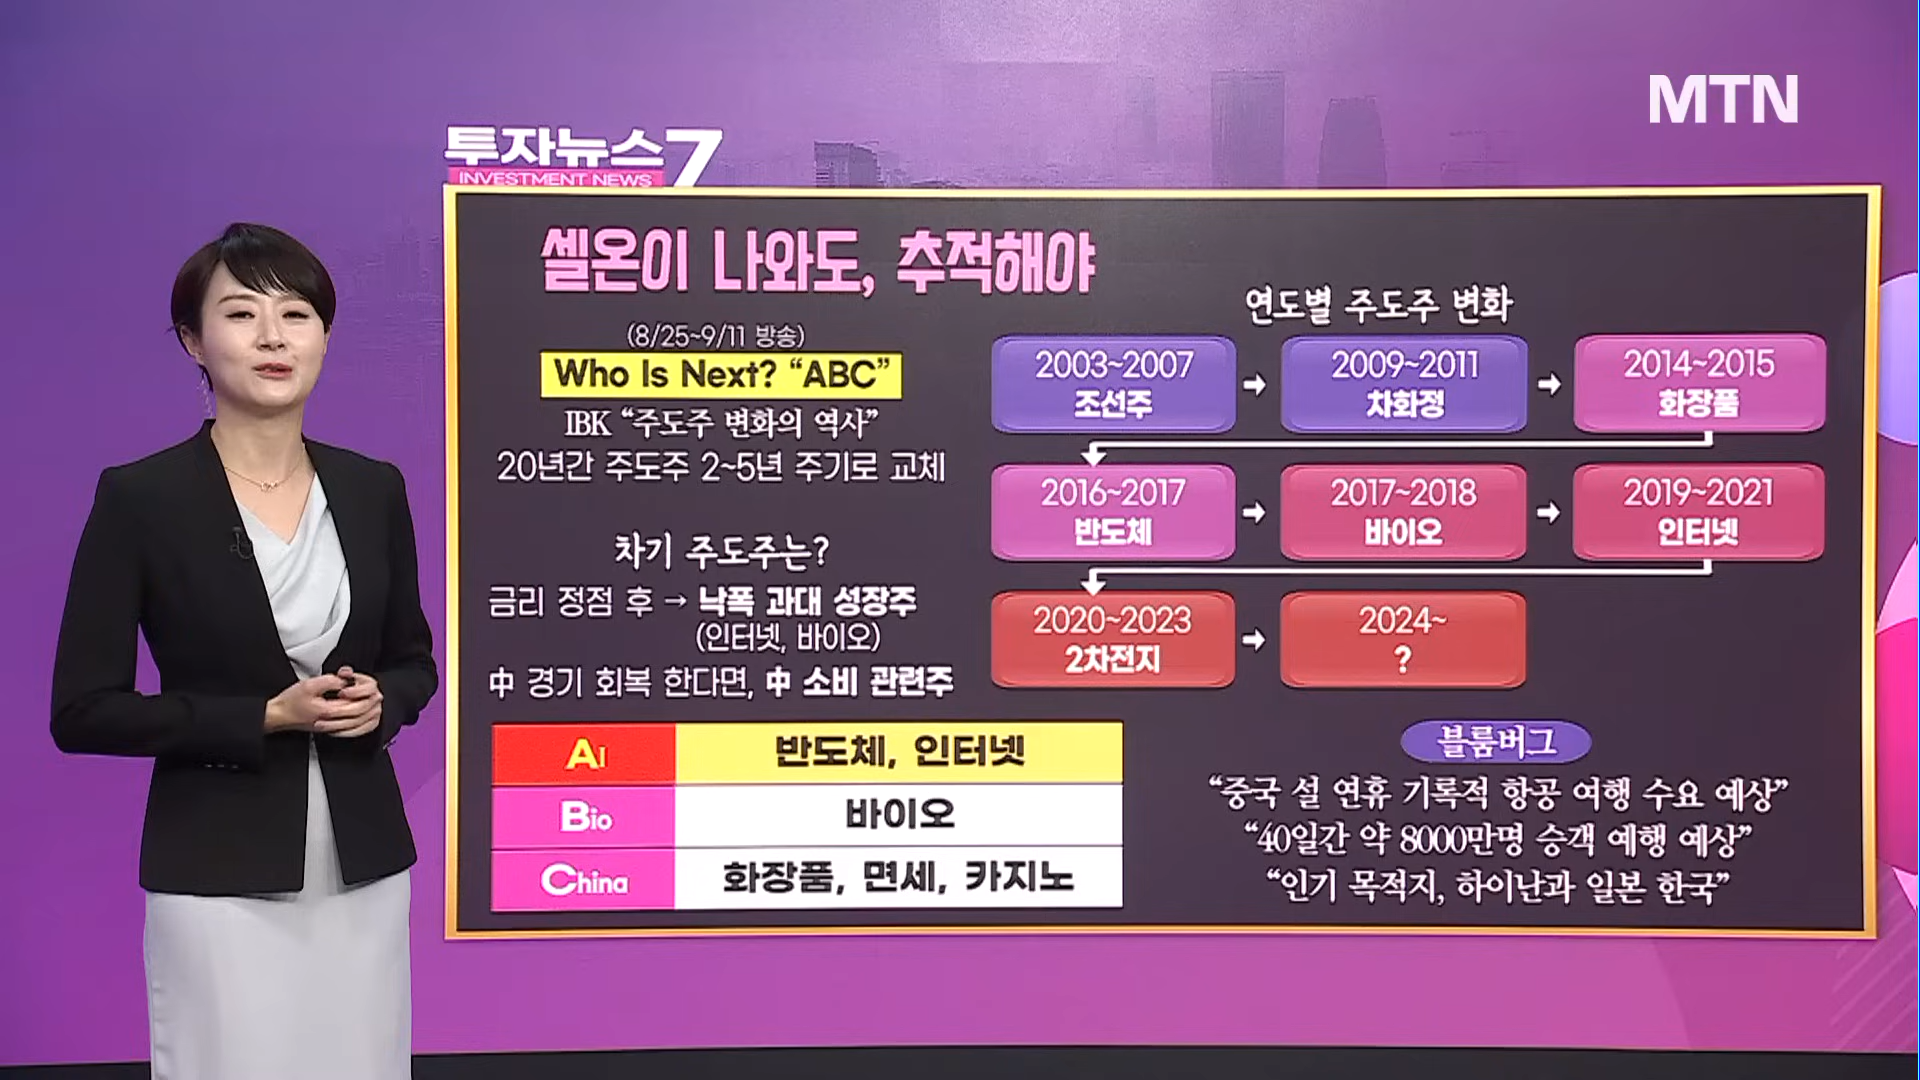 MTN
투자뉴스7
INVESTMENT NEWS
셀온이 나와도, 추적해야
(8/25~9/11 방송)
Who Is Next? “ABC”
IBK “주도주 변화의 역사”
20년간 주도주 2~5년 주기로 교체
차기 주도주는?
금리 정점 후 → 낙폭 과대 성장주
(인터넷, 바이오)
中 경기 회복 한다면, 中 소비 관련주
연도별 주도주 변화
2003~2007
조선주
2009~2011
차화정
2014~2015
화장품
2016~2017
반도체
2017~2018
바이오
2019~2021
인터넷
2020~2023
2차전지
2024~
?
AI
반도체, 인터넷
Bio
바이오
China
화장품, 면세, 카지노
블룸버그
“중국 설 연휴 기록적 항공 여행 수요 예상”
“40일간 약 8000만명 승객 예행 예상”
“인기 목적지, 하이난과 일본 한국”